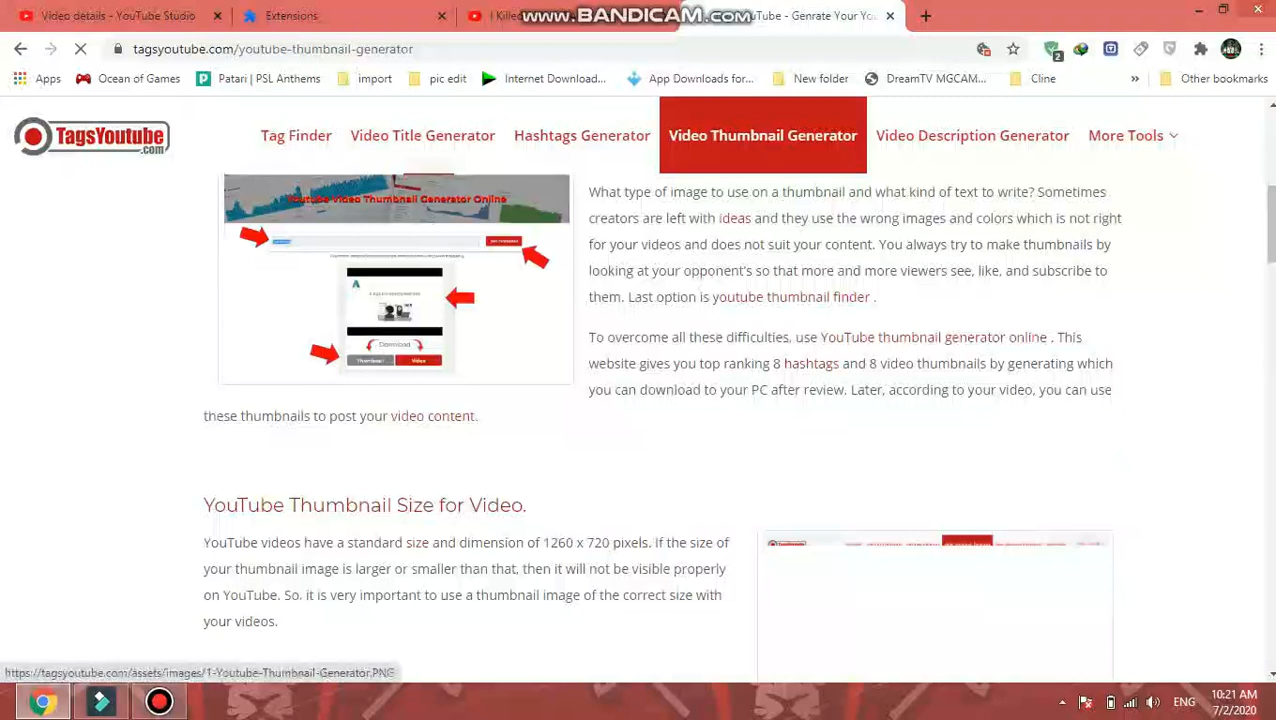 Video details - YouTube Studio
Extensions
I Killed
www.BANDICAM.com
uTube - Genrate Your Yo
tagsyoutube.com/youtube-thumbnail-generator
2
Apps
Ocean of Games
Patari | PSL Anthems
import
pic edit
Internet Download...
App Downloads for...
New folder
DreamTV MGCAM...
Cline
»
Other bookmarks
TagsYoutube
.com
Tag Finder
Video Title Generator
Hashtags Generator
Video Thumbnail Generator
Video Description Generator
More Tools
Youtube Video Thumbnail Generator Online
Download
Thumbnail
Video
What type of image to use on a thumbnail and what kind of text to write? Sometimes
creators are left with ideas and they use the wrong images and colors which is not right
for your videos and does not suit your content. You always try to make thumbnails by
looking at your opponent's so that more and more viewers see, like, and subscribe to
them. Last option is youtube thumbnail finder .
To overcome all these difficulties, use YouTube thumbnail generator online . This
website gives you top ranking 8 hashtags and 8 video thumbnails by generating which
you can download to your PC after review. Later, according to your video, you can use
these thumbnails to post your video content.
YouTube Thumbnail Size for Video.
YouTube videos have a standard size and dimension of 1260 x 720 pixels. If the size of
your thumbnail image is larger or smaller than that, then it will not be visible properly
on YouTube. So. it is very important to use a thumbnail image of the correct size with
your videos.
https://tagsyoutube.com/assets/images/1-Youtube-Thumbnail-Generator.PNG
ENG
10:21 AM
7/2/2020